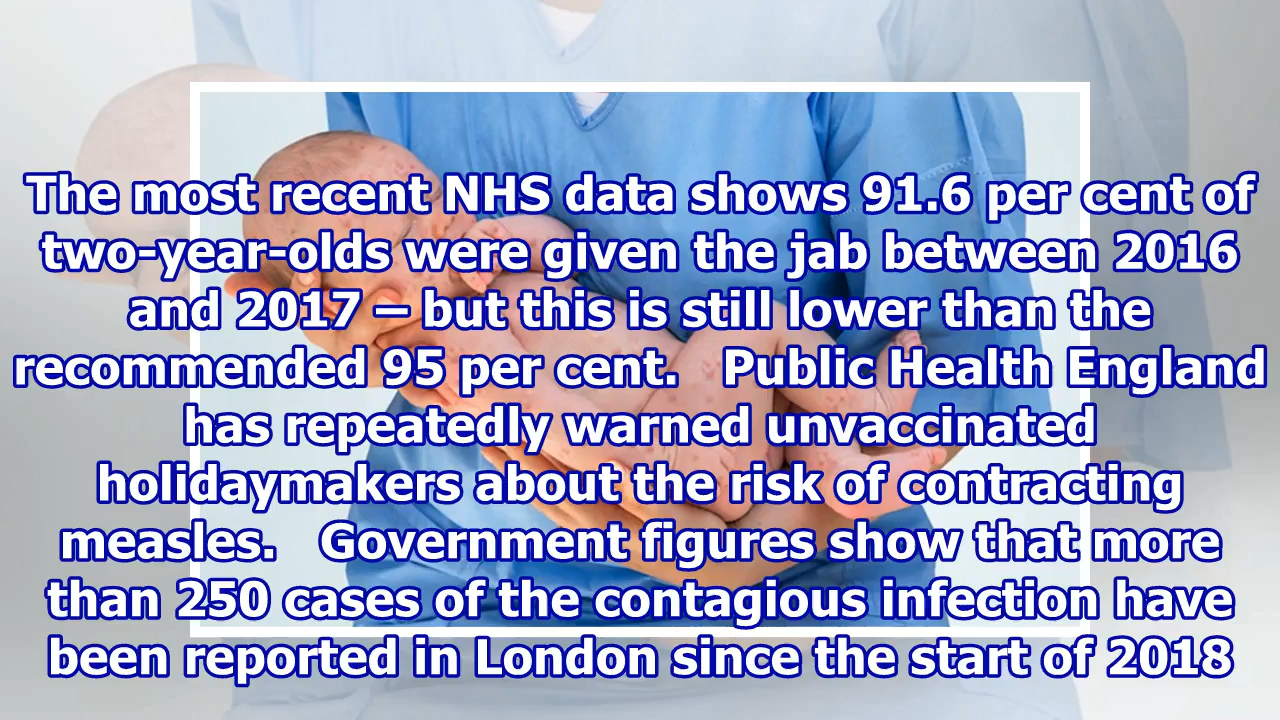 The most recent NHS data shows 91.6 per cent of
two-year-olds were given the jab between 2016
and 2017 – but this is still lower than the
recommended 95 per cent.   Public Health England
has repeatedly warned unvaccinated
holidaymakers about the risk of contracting
measles.   Government figures show that more
than 250 cases of the contagious infection have
been reported in London since the start of 2018